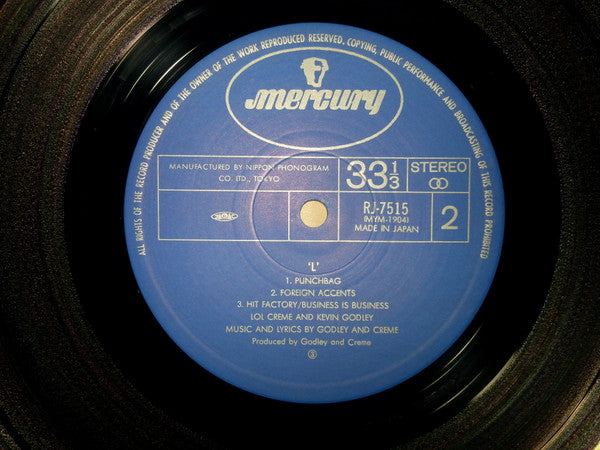 ALL RIGHTS OF THE RECORD PRODUCER AND OF THE OWNER OF THE WORK REPRODUCED RESERVED. COPYING, PUBLIC PERFORMANCE AND BROADCASTING OF THIS RECORD PROHIBITED
mercury
MANUFACTURED BY NIPPON PHONOGRAM
CO. LTD., TOKYO
33 1/3
STEREO
RJ-7515
(MYM-1904)
MADE IN JAPAN
2
'L'
1. PUNCHBAG
2. FOREIGN ACCENTS
3. HIT FACTORY/BUSINESS IS BUSINESS
LOL CREME AND KEVIN GODLEY
MUSIC AND LYRICS BY GODLEY AND CREME
Produced by Godley and Creme
③